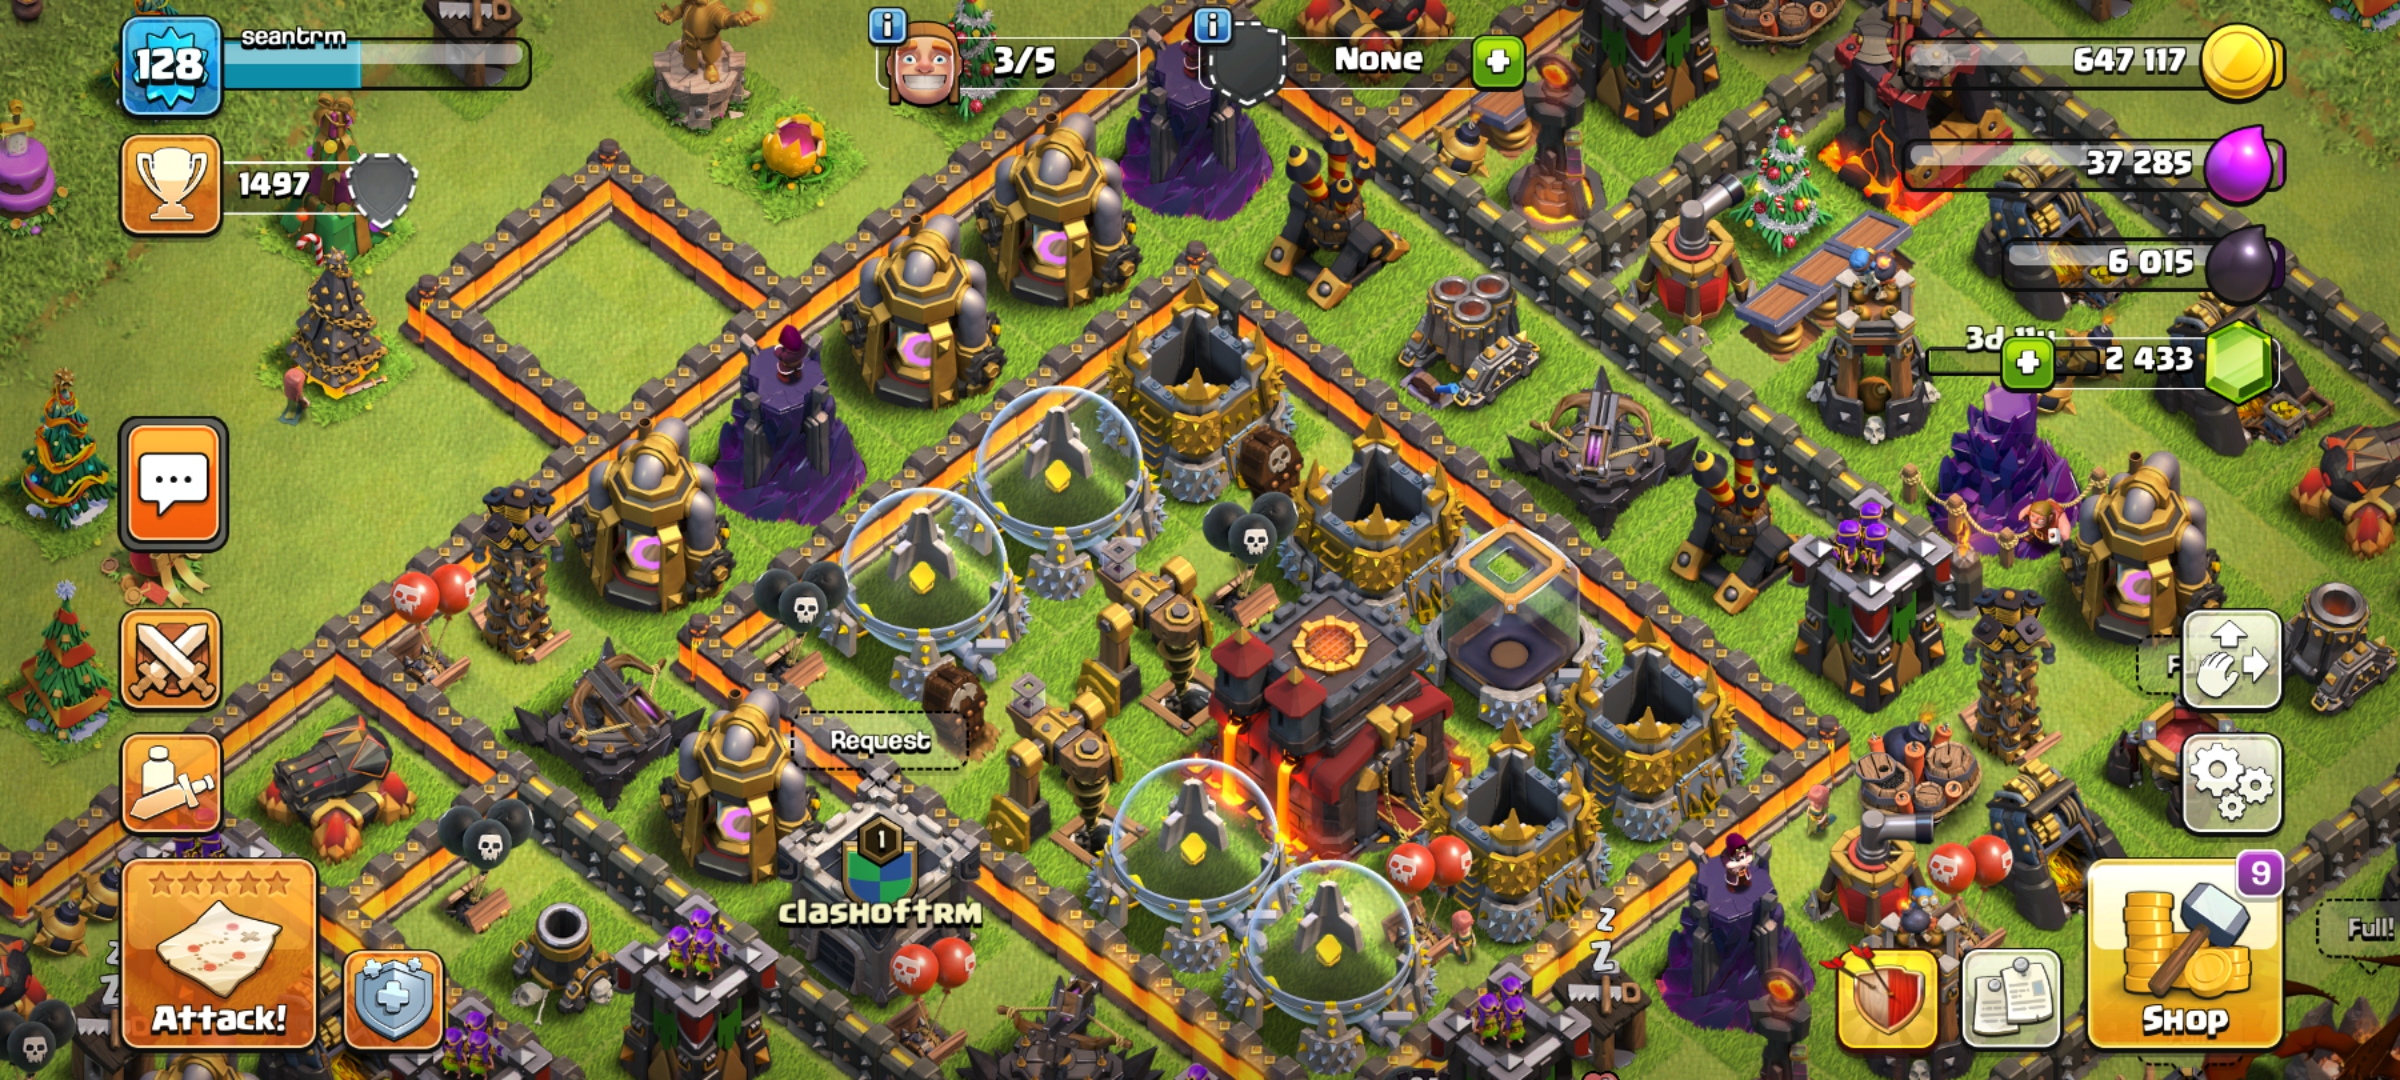 128
seantrm
3/5
None
647 117
1497
37 285
6 015
3d
2 433
Request
1
clashoftRM
9
Full!
Attack!
Shop
z
Z
Z